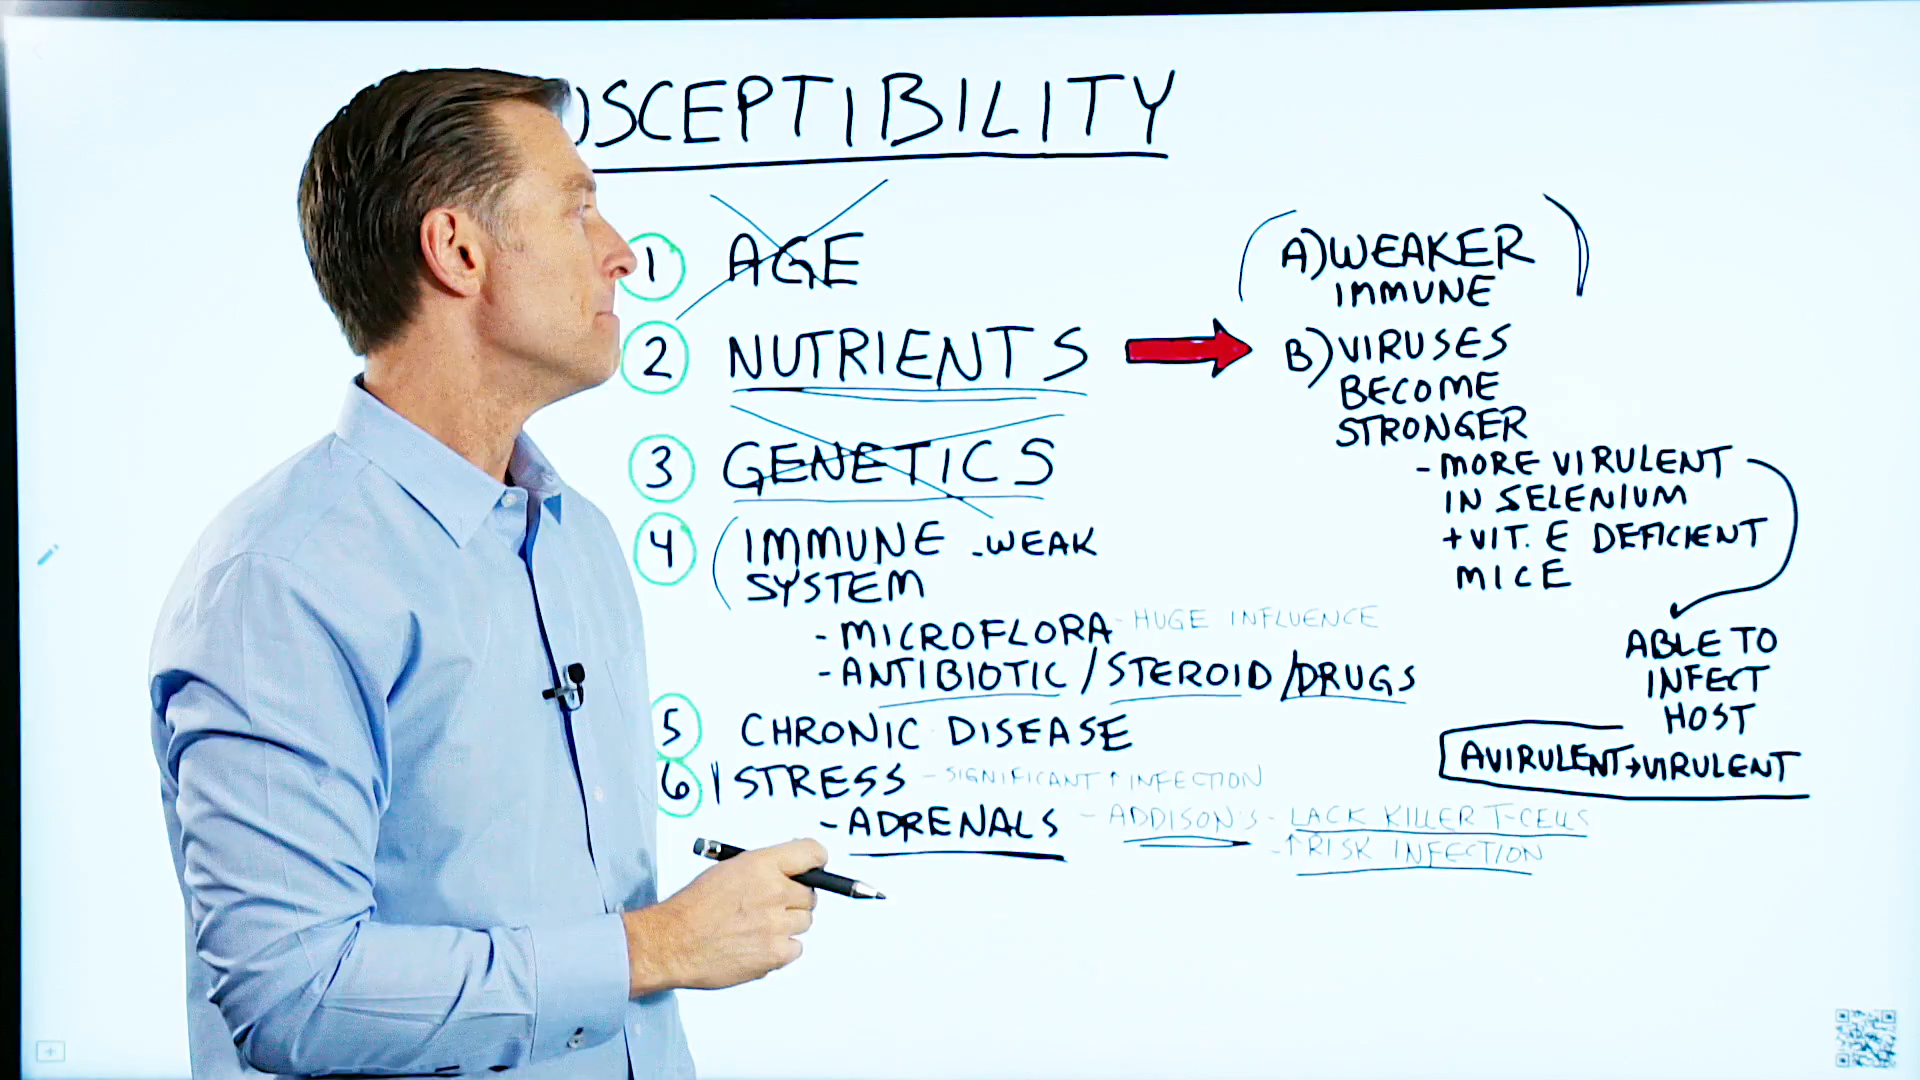 SCEPTIBILITY
1 AGE
2 NUTRIENTS
A) WEAKER
IMMUNE
B) VIRUSES
BECOME
STRONGER
- MORE VIRULENT
IN SELENIUM
+ VIT. E DEFICIENT
MICE
ABLE TO
INFECT
HOST
AVIRULENT → VIRULENT
3 GENETICS
4 IMMUNE - WEAK
SYSTEM
- MICROFLORA - HUGE INFLUENCE
- ANTIBIOTIC / STEROID / DRUGS
5 CHRONIC DISEASE
6 STRESS - SIGNIFICANT ↑ INFECTION
- ADRENALS - ADDISON'S - LACK KILLER T-CELLS
- ↑ RISK INFECTION